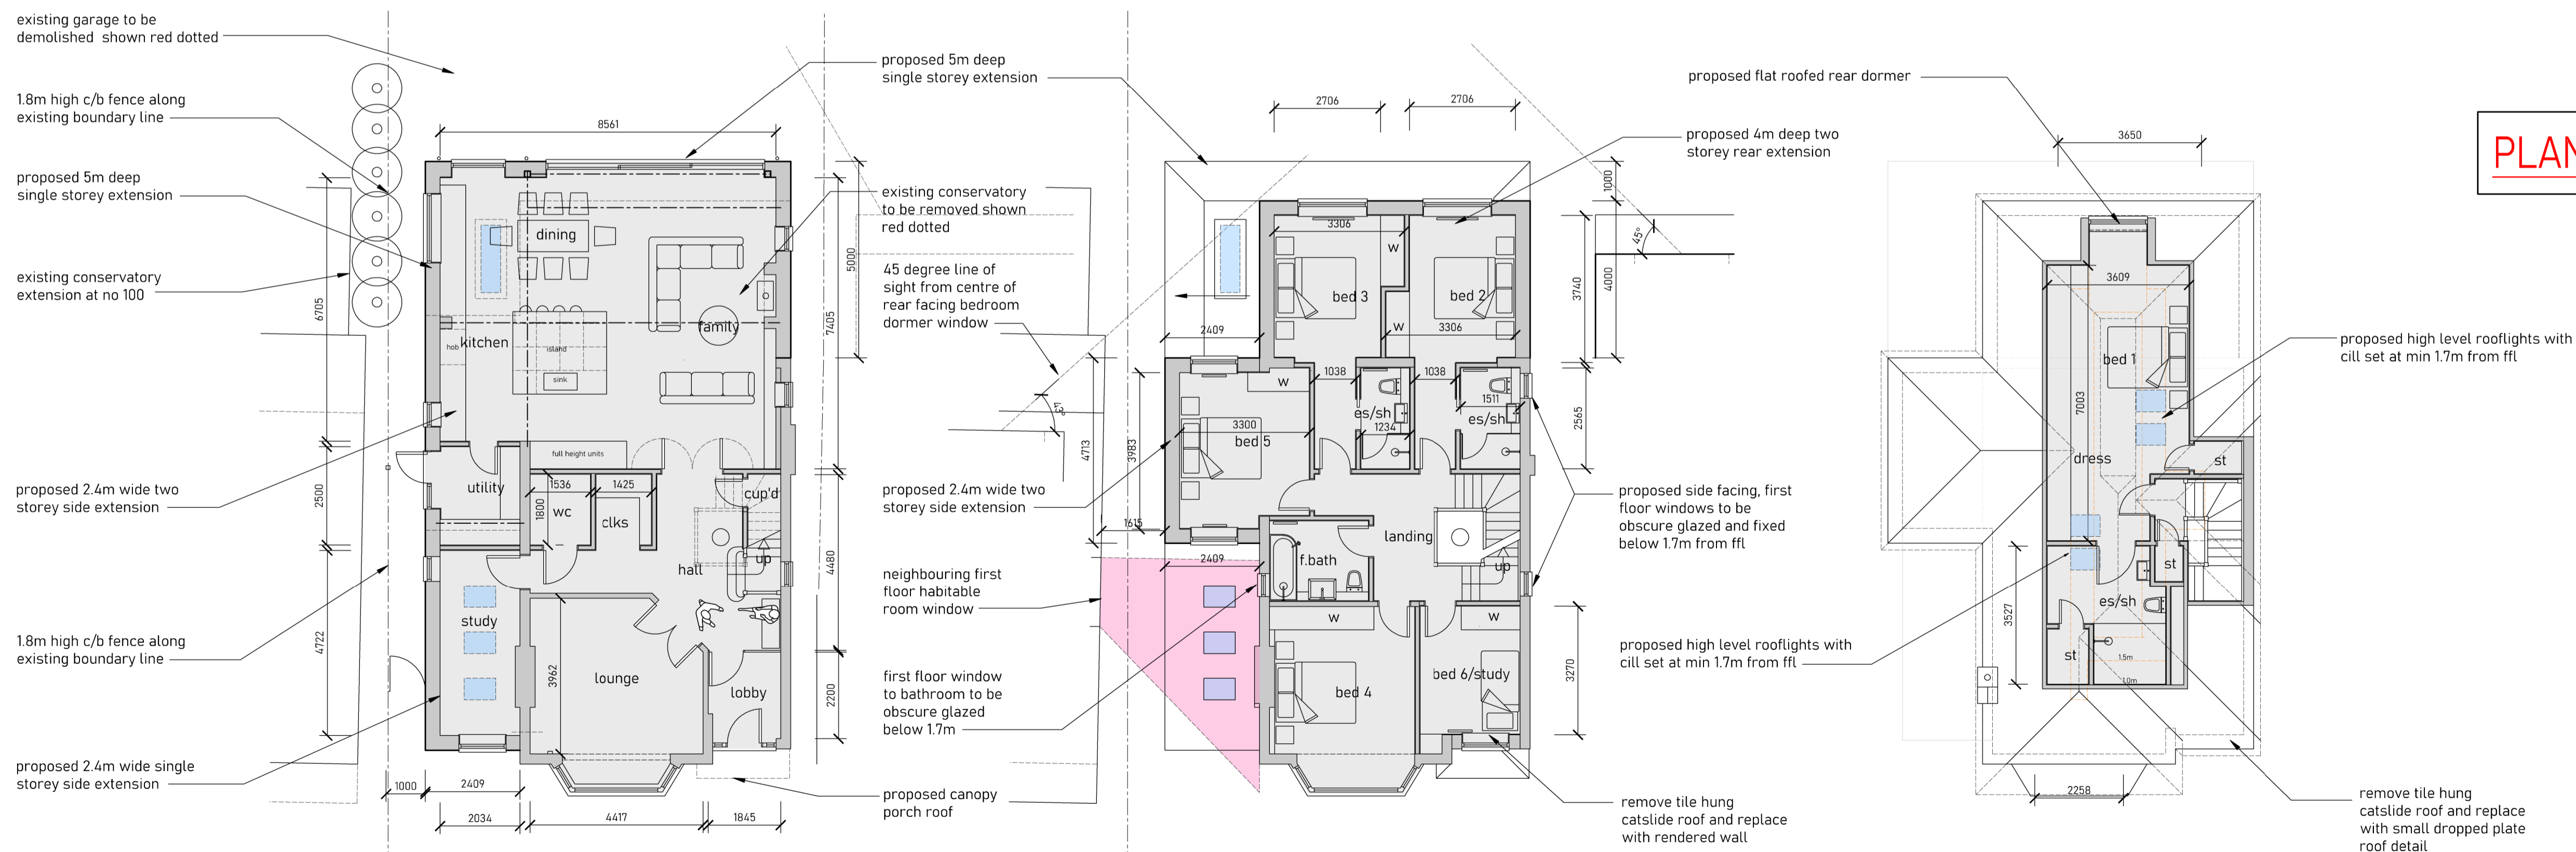 existing garage to be
demolished shown red dotted
1.8m high c/b fence along
existing boundary line
proposed 5m deep
single storey extension
existing conservatory
extension at no 100
proposed 2.4m wide two
storey side extension
1.8m high c/b fence along
existing boundary line
proposed 2.4m wide single
storey side extension
8561
6705
2500
4722
1000
2409
2034
4417
1845
5000
7405
4480
2200
dining
family
hob
kitchen
island
sink
full height units
utility
1536
1425
1800
wc
clks
cup'd
up
hall
study
3962
lounge
lobby
proposed 5m deep
single storey extension
existing conservatory
to be removed shown
red dotted
45 degree line of
sight from centre of
rear facing bedroom
dormer window
proposed 2.4m wide two
storey side extension
neighbouring first
floor habitable
room window
first floor window
to bathroom to be
obscure glazed
below 1.7m
proposed canopy
porch roof
2706
2706
1000
3740
4000
45°
2565
3270
43°
4713
3983
1615
2409
2409
3306
w
bed 3
bed 2
w
3306
w
1038
1038
es/sh
1234
1511
es/sh
3300
bed 5
landing
f.bath
up
w
w
bed 4
bed 6/study
proposed 4m deep two
storey rear extension
proposed side facing, first
floor windows to be
obscure glazed and fixed
below 1.7m from ffl
remove tile hung
catslide roof and replace
with rendered wall
proposed flat roofed rear dormer
3650
3609
bed 1
7003
dress
st
st
es/sh
3527
st
1.5m
1.0m
2258
proposed high level rooflights with
cill set at min 1.7m from ffl
proposed high level rooflights with
cill set at min 1.7m from ffl
remove tile hung
catslide roof and replace
with small dropped plate
roof detail
PLAN